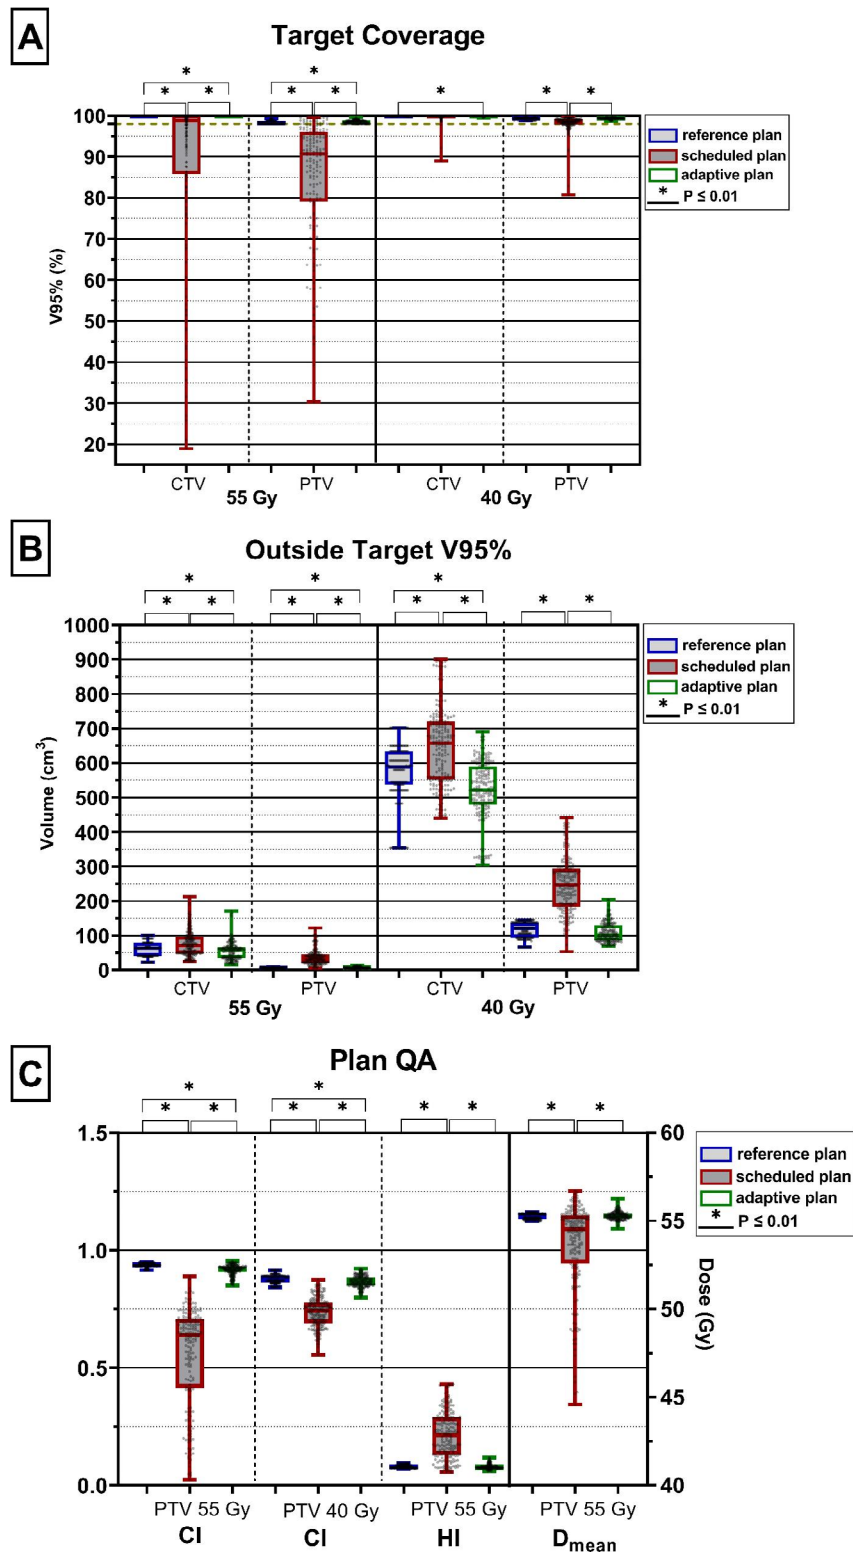 A
Target Coverage
* *
* * * * * * *
100
90
80
70
60
50
40
30
20
V95% (%)
reference plan
scheduled plan
adaptive plan
* P ≤ 0.01
CTV PTV CTV PTV
55 Gy 40 Gy
B
Outside Target V95%
* * *
* * * * * * * *
1000
900
800
700
600
500
400
300
200
100
0
Volume (cm³)
reference plan
scheduled plan
adaptive plan
* P ≤ 0.01
CTV PTV CTV PTV
55 Gy 40 Gy
C
Plan QA
* *
* * * * * * * *
1.5
1.0
0.5
0.0
60
55
50
45
40
Dose (Gy)
reference plan
scheduled plan
adaptive plan
* P ≤ 0.01
PTV 55 Gy PTV 40 Gy PTV 55 Gy PTV 55 Gy
CI CI HI Dmean